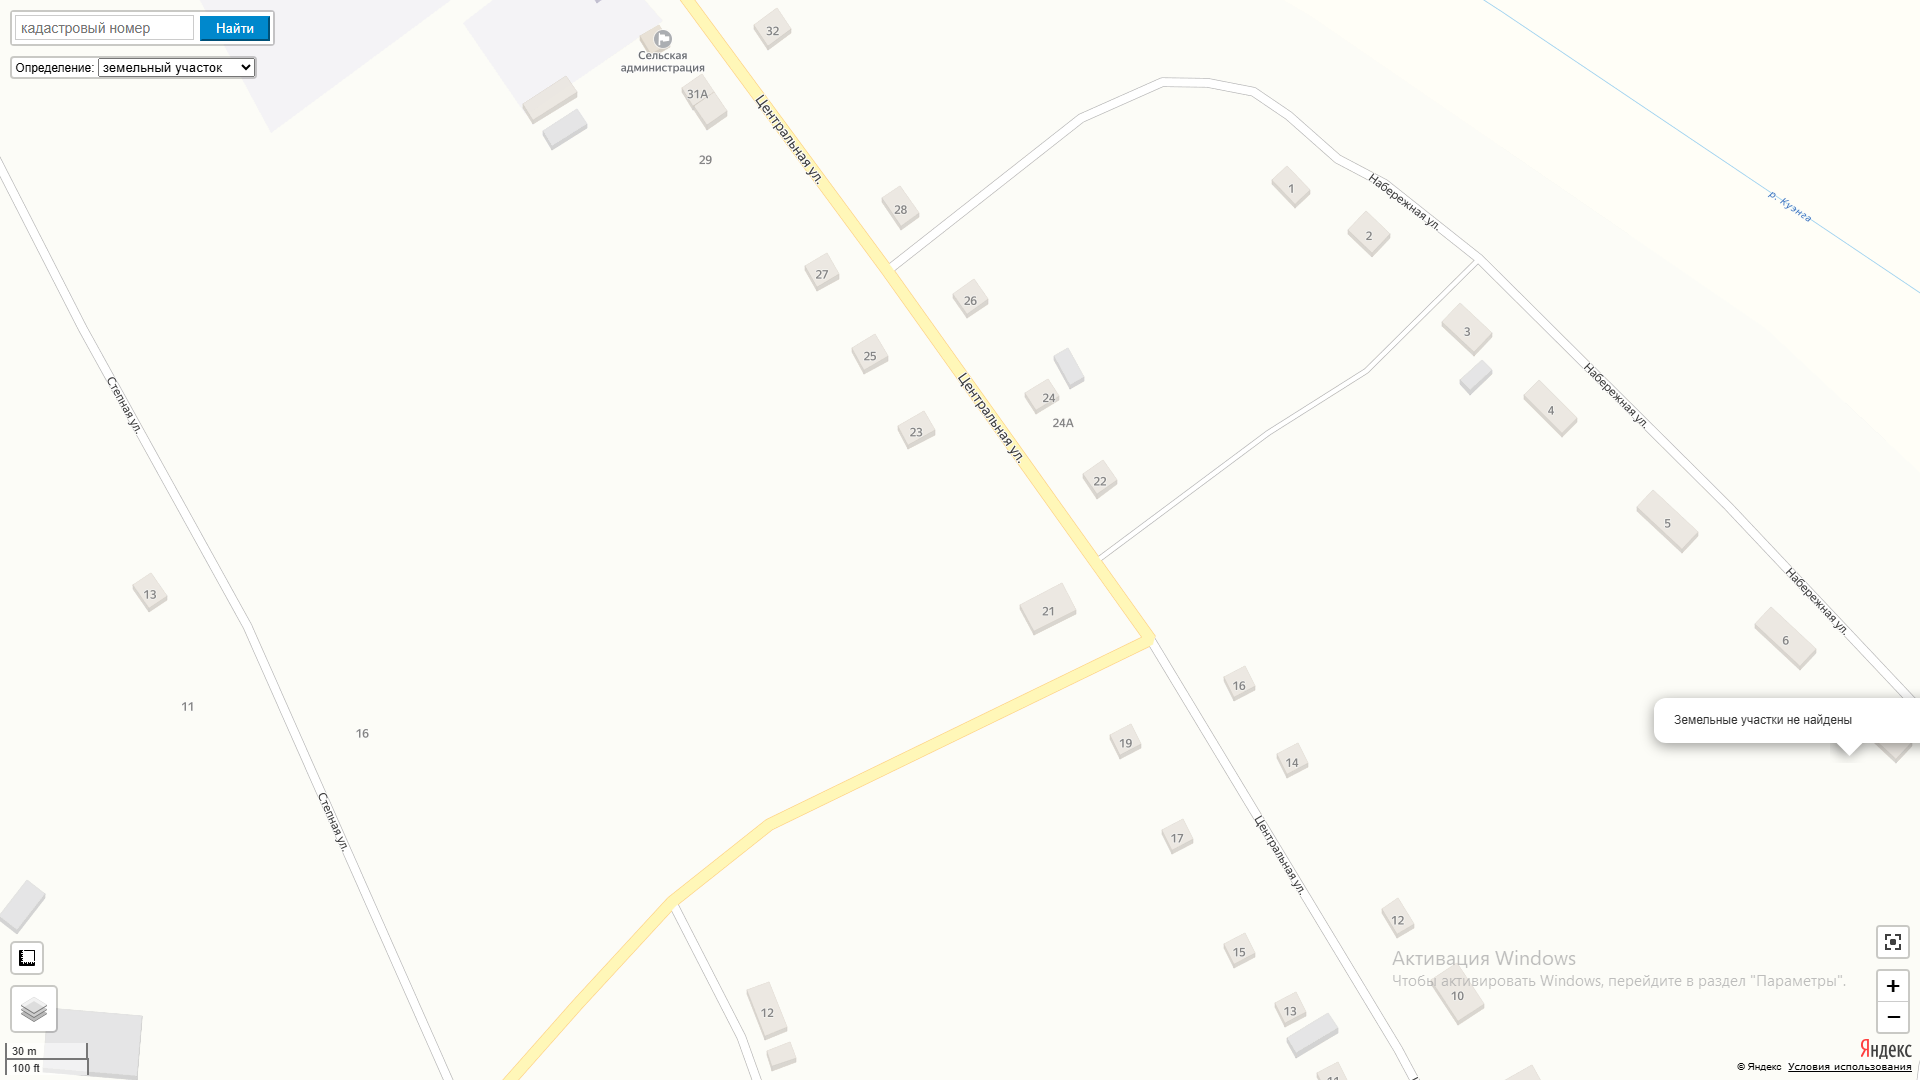 кадастровый номер
Найти
Определение: земельный участок
32
Сельская
администрация
31А
Центральная ул.
29
28
27
26
25
24
24А
23
22
Центральная ул.
1
2
Набережная ул.
р. Куэнга
3
4
Набережная ул.
5
6
Набережная ул.
Степная ул.
13
11
16
Степная ул.
21
16
19
14
17
Центральная ул.
12
15
10
13
11
12
Земельные участки не найдены
Активация Windows
Чтобы активировать Windows, перейдите в раздел "Параметры".
+
−
30 m
100 ft
Яндекс
© Яндекс Условия использования